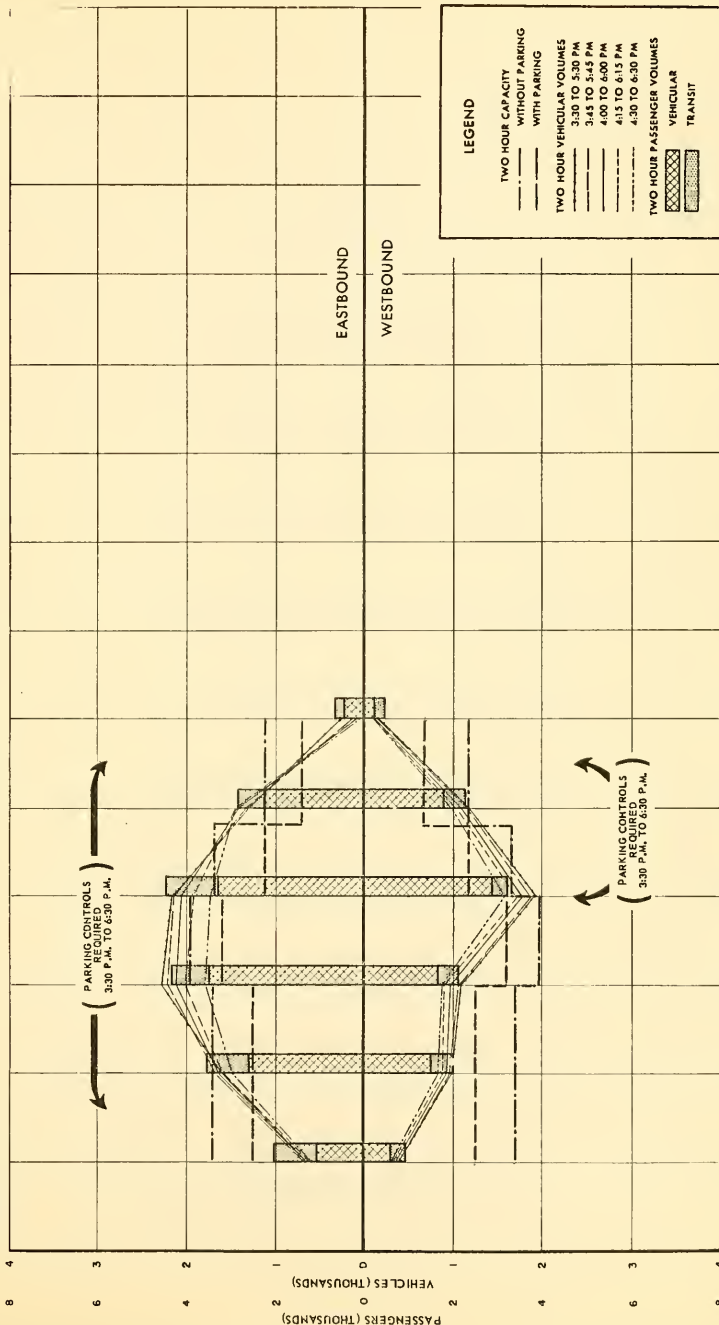 8
6
4
2
0
2
4
6
8
PASSENGERS (THOUSANDS)
4
3
2
1
0
1
2
3
4
VEHICLES (THOUSANDS)
( PARKING CONTROLS
REQUIRED
3:30 P.M. TO 6:30 P.M. )
EASTBOUND
WESTBOUND
( PARKING CONTROLS
REQUIRED
3:30 P.M. TO 6:30 P.M. )
LEGEND
TWO HOUR CAPACITY
WITHOUT PARKING
WITH PARKING
TWO HOUR VEHICULAR VOLUMES
3:30 TO 5:30 PM
3:45 TO 5:45 PM
4:00 TO 6:00 PM
4:15 TO 6:15 PM
4:30 TO 6:30 PM
TWO HOUR PASSENGER VOLUMES
VEHICULAR
TRANSIT